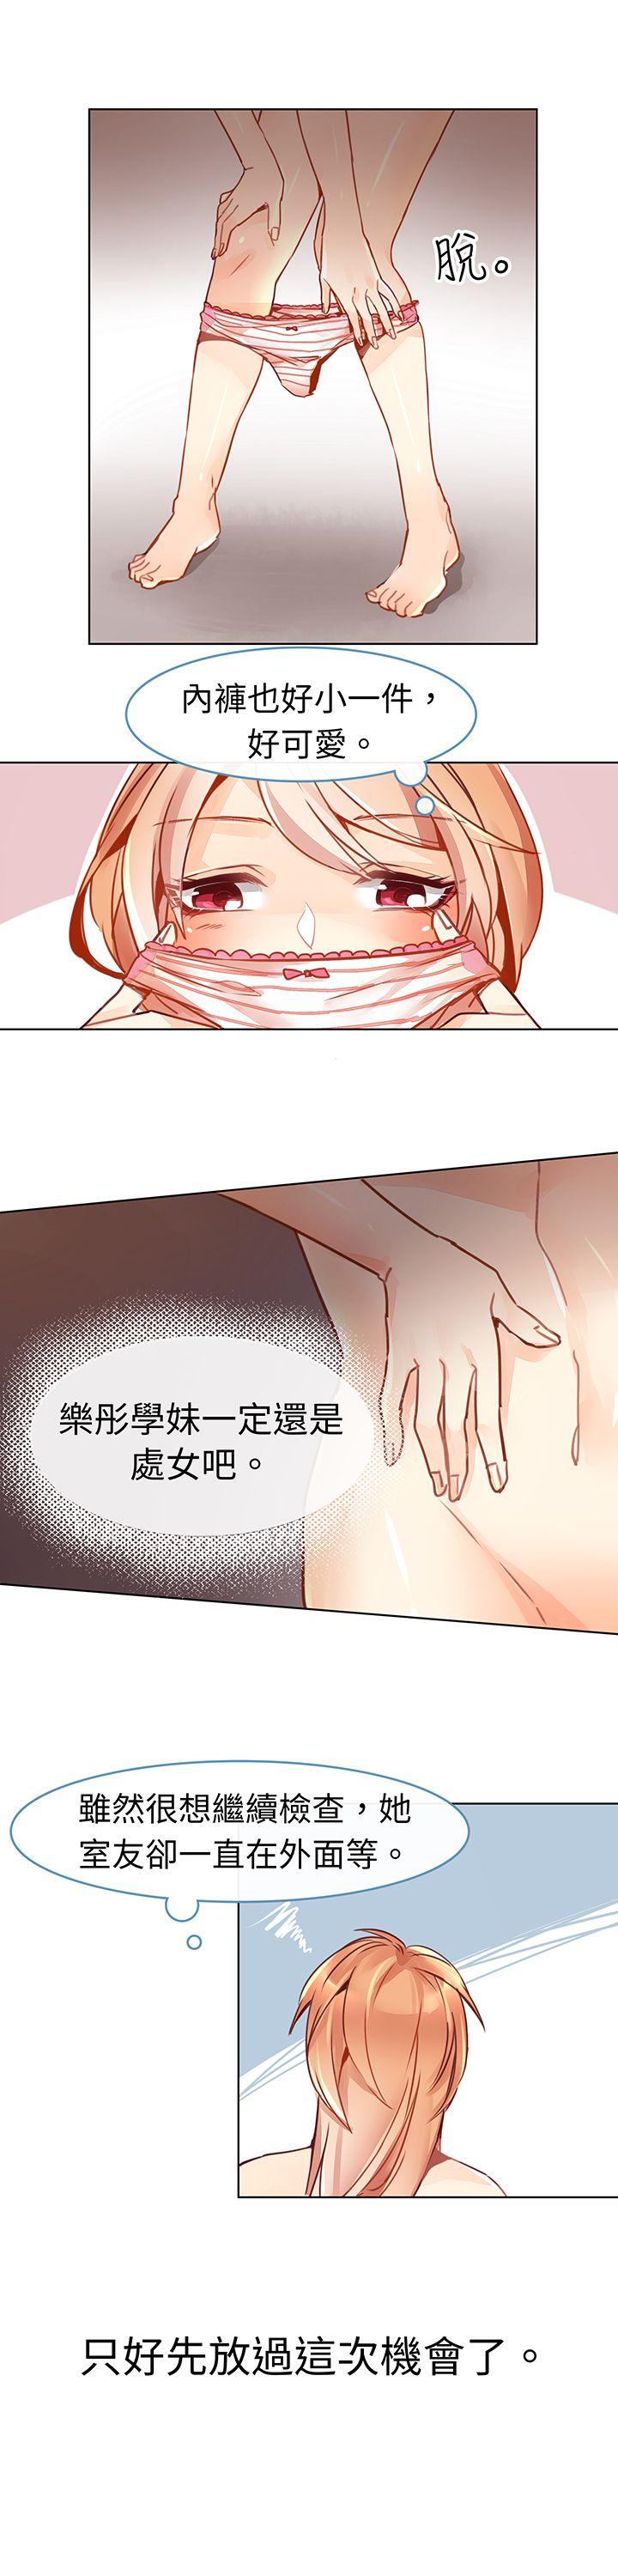 脫。
內褲也好小一件，
好可愛。
樂彤學妹一定還是
處女吧。
雖然很想繼續檢查，她
室友卻一直在外面等。
只好先放過這次機會了。